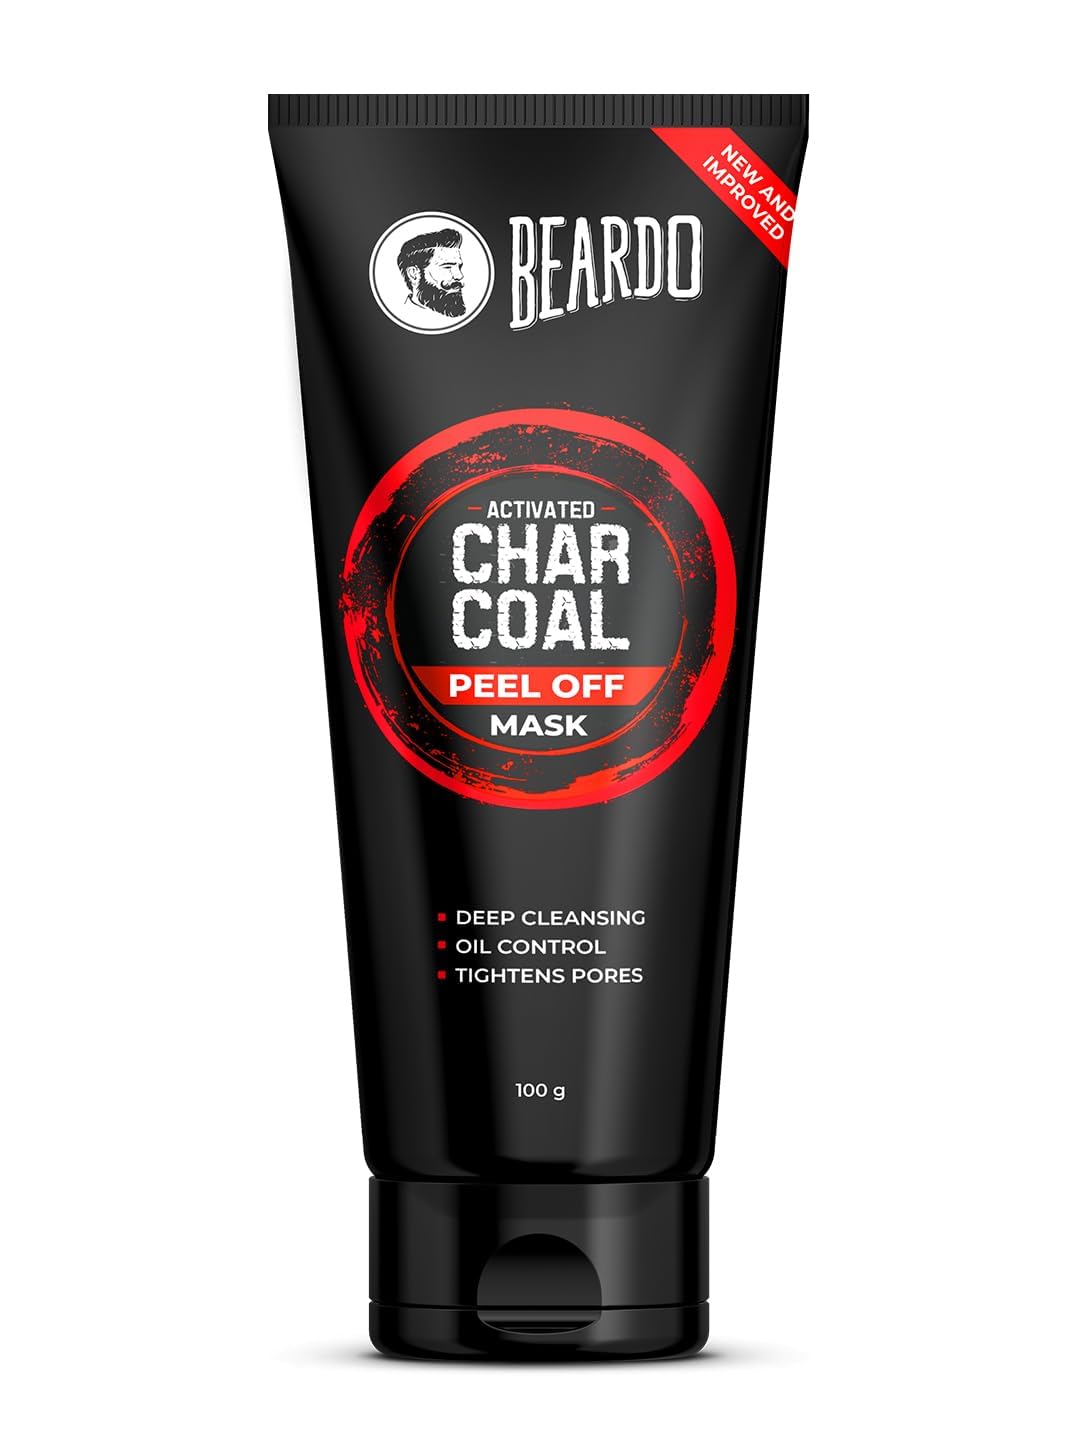 NEW AND
IMPROVED
BEARDO
ACTIVATED
CHAR
COAL
PEEL OFF
MASK
DEEP CLEANSING
OIL CONTROL
TIGHTENS PORES
100 g